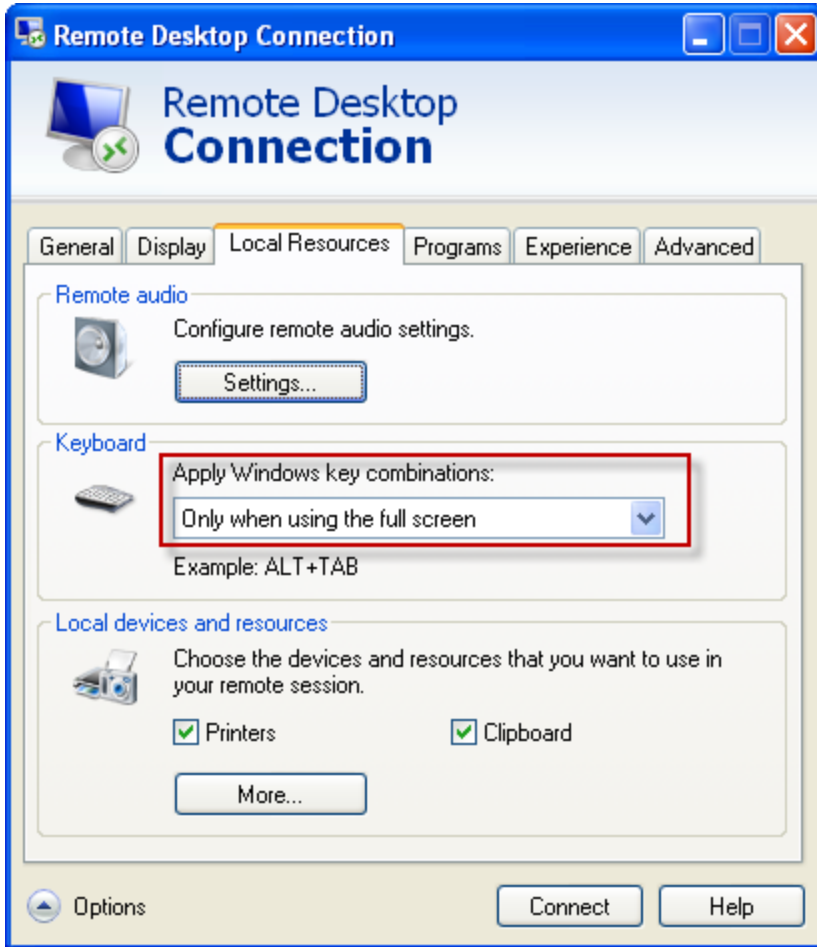 Remote Desktop Connection
Remote Desktop
Connection
General Display Local Resources Programs Experience Advanced
Remote audio
Configure remote audio settings.
Settings...
Keyboard
Apply Windows key combinations:
Only when using the full screen
Example: ALT+TAB
Local devices and resources
Choose the devices and resources that you want to use in
your remote session.
Printers Clipboard
More...
Options Connect Help